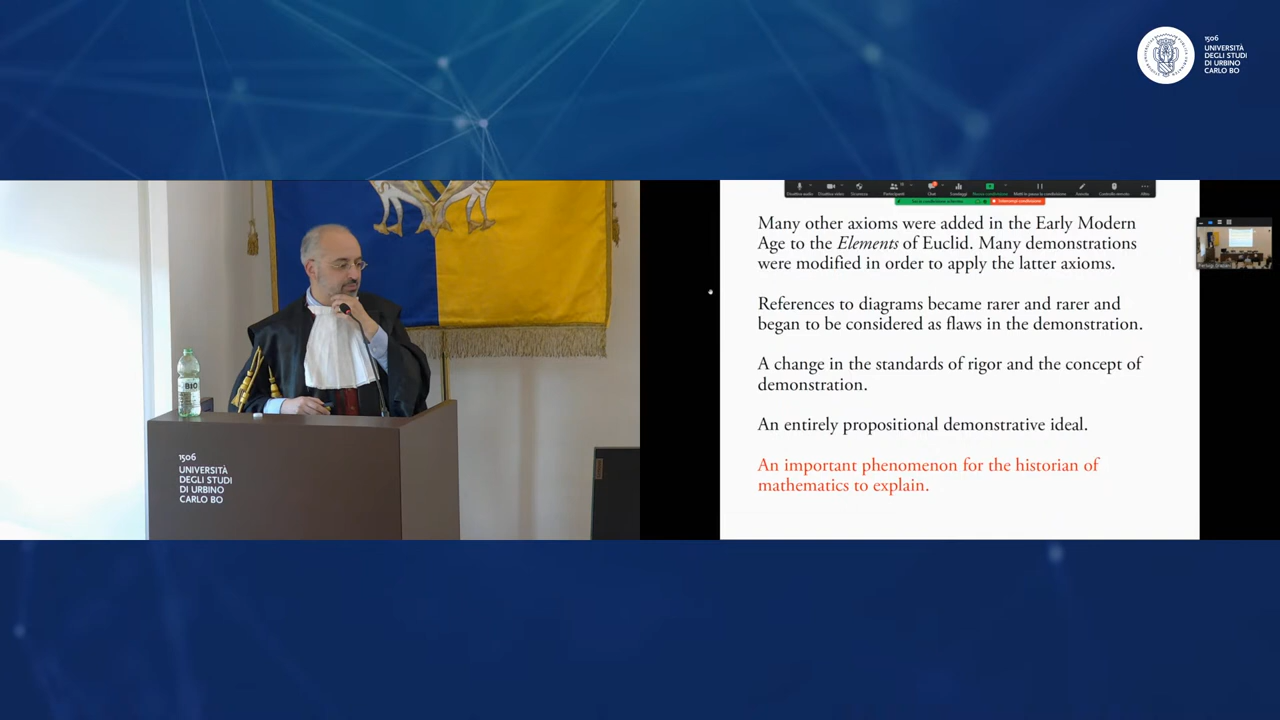 1506
UNIVERSITÀ
DEGLI STUDI
DI URBINO
CARLO BO
BIO
1506
UNIVERSITÀ
DEGLI STUDI
DI URBINO
CARLO BO
Many other axioms were added in the Early Modern
Age to the Elements of Euclid. Many demonstrations
were modified in order to apply the latter axioms.
References to diagrams became rarer and rarer and
began to be considered as flaws in the demonstration.
A change in the standards of rigor and the concept of
demonstration.
An entirely propositional demonstrative ideal.
An important phenomenon for the historian of
mathematics to explain.